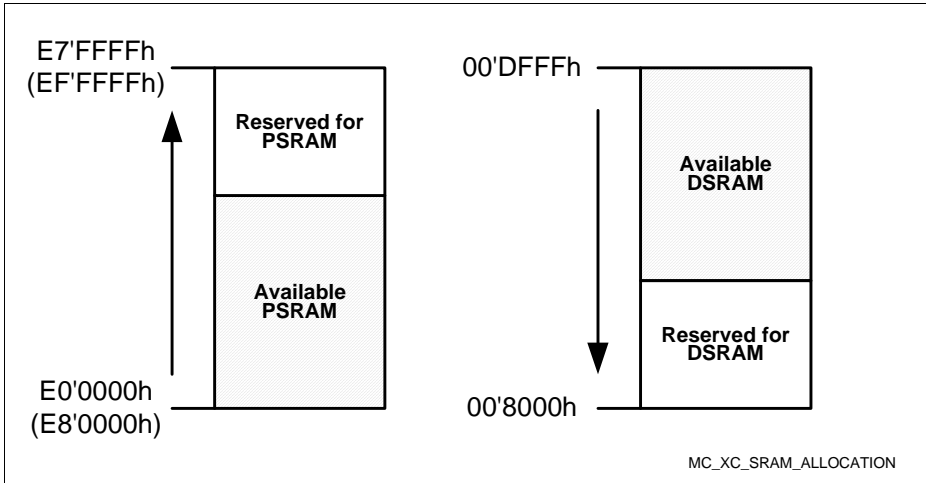 E7'FFFFh
(EF'FFFFh)
Reserved for
PSRAM
Available
PSRAM
E0'0000h
(E8'0000h)
00'DFFFh
Available
DSRAM
Reserved for
DSRAM
00'8000h
MC_XC_SRAM_ALLOCATION